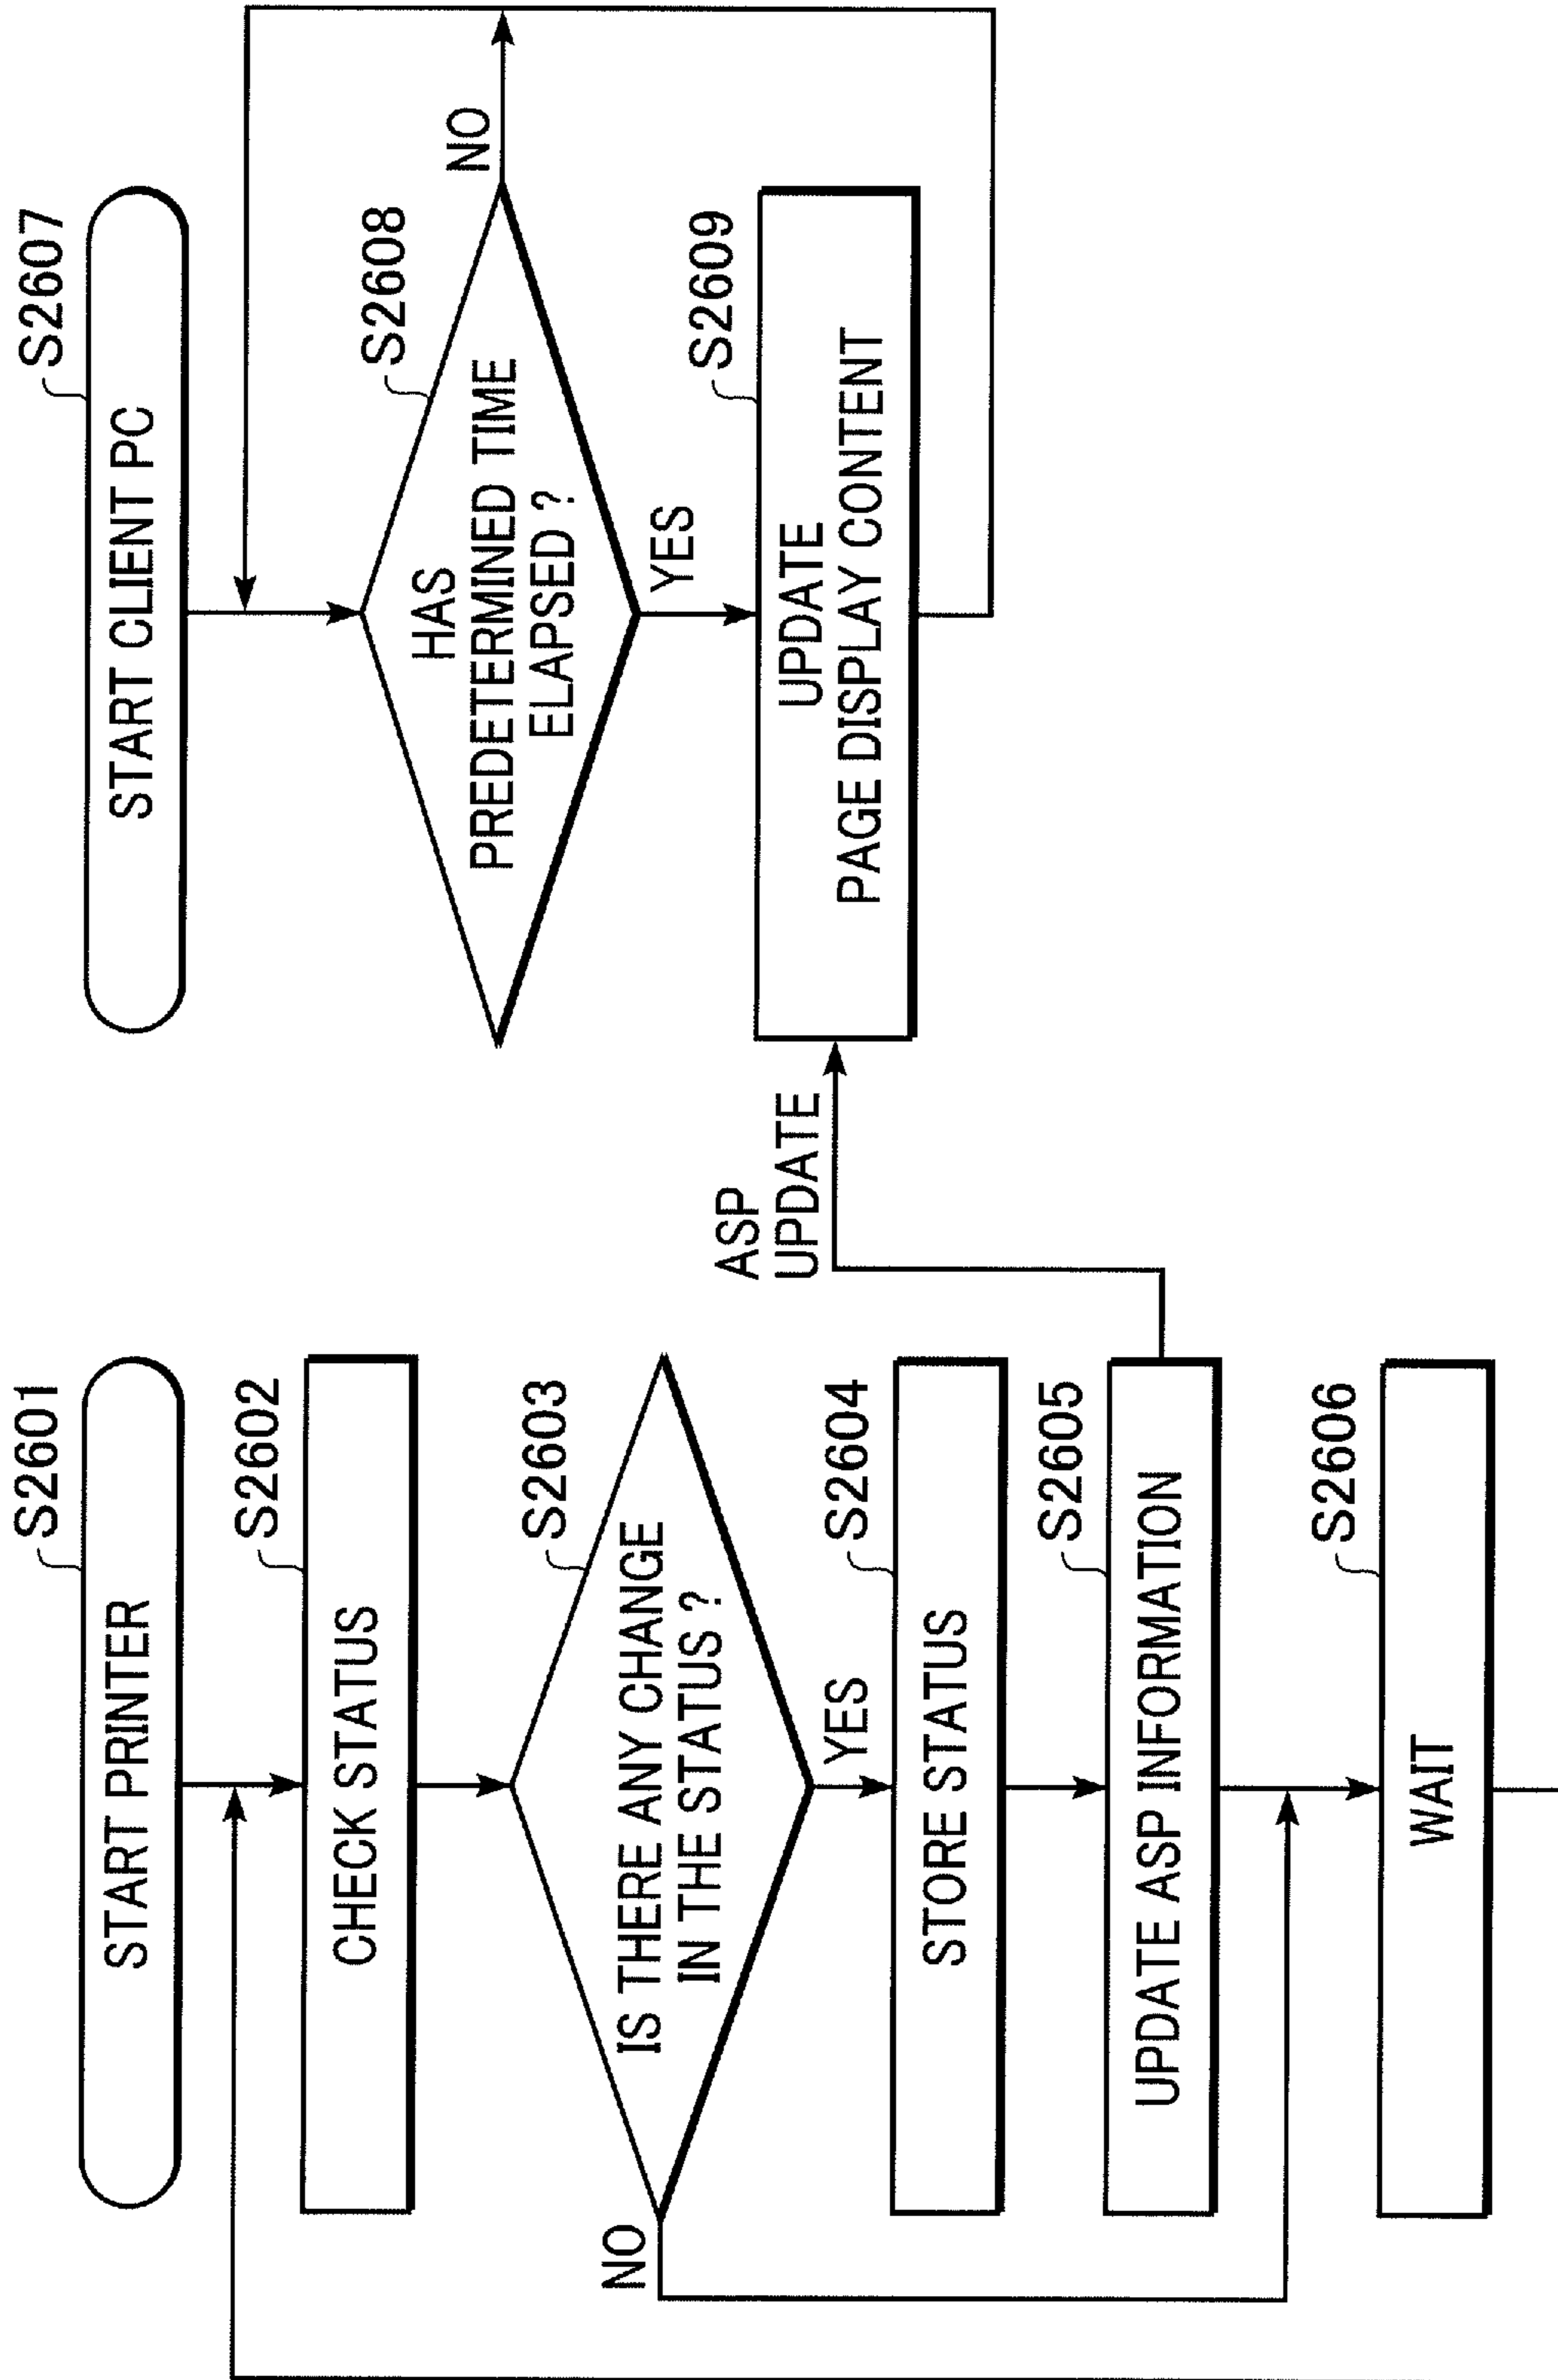 S2601
START PRINTER
S2602
CHECK STATUS
S2603
IS THERE ANY CHANGE
IN THE STATUS ?
NO
YES
S2604
STORE STATUS
S2605
UPDATE ASP INFORMATION
S2606
WAIT
ASP
UPDATE
S2607
START CLIENT PC
S2608
HAS
PREDETERMINED TIME
ELAPSED ?
NO
YES
S2609
UPDATE
PAGE DISPLAY CONTENT